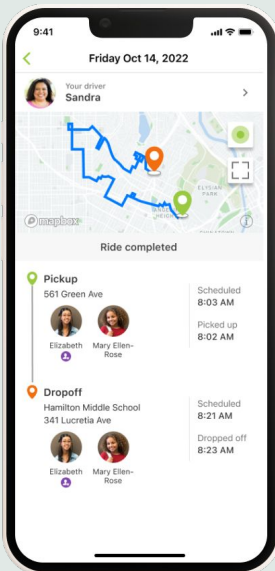 9:41
Friday Oct 14, 2022
Your driver
Sandra
ELYSIAN
PARK
mapbox
Ride completed
Pickup
561 Green Ave
Elizabeth
Mary Ellen-
Rose
Scheduled
8:03 AM
Picked up
8:02 AM
Dropoff
Hamilton Middle School
341 Lucretia Ave
Elizabeth
Mary Ellen-
Rose
Scheduled
8:21 AM
Dropped off
8:23 AM